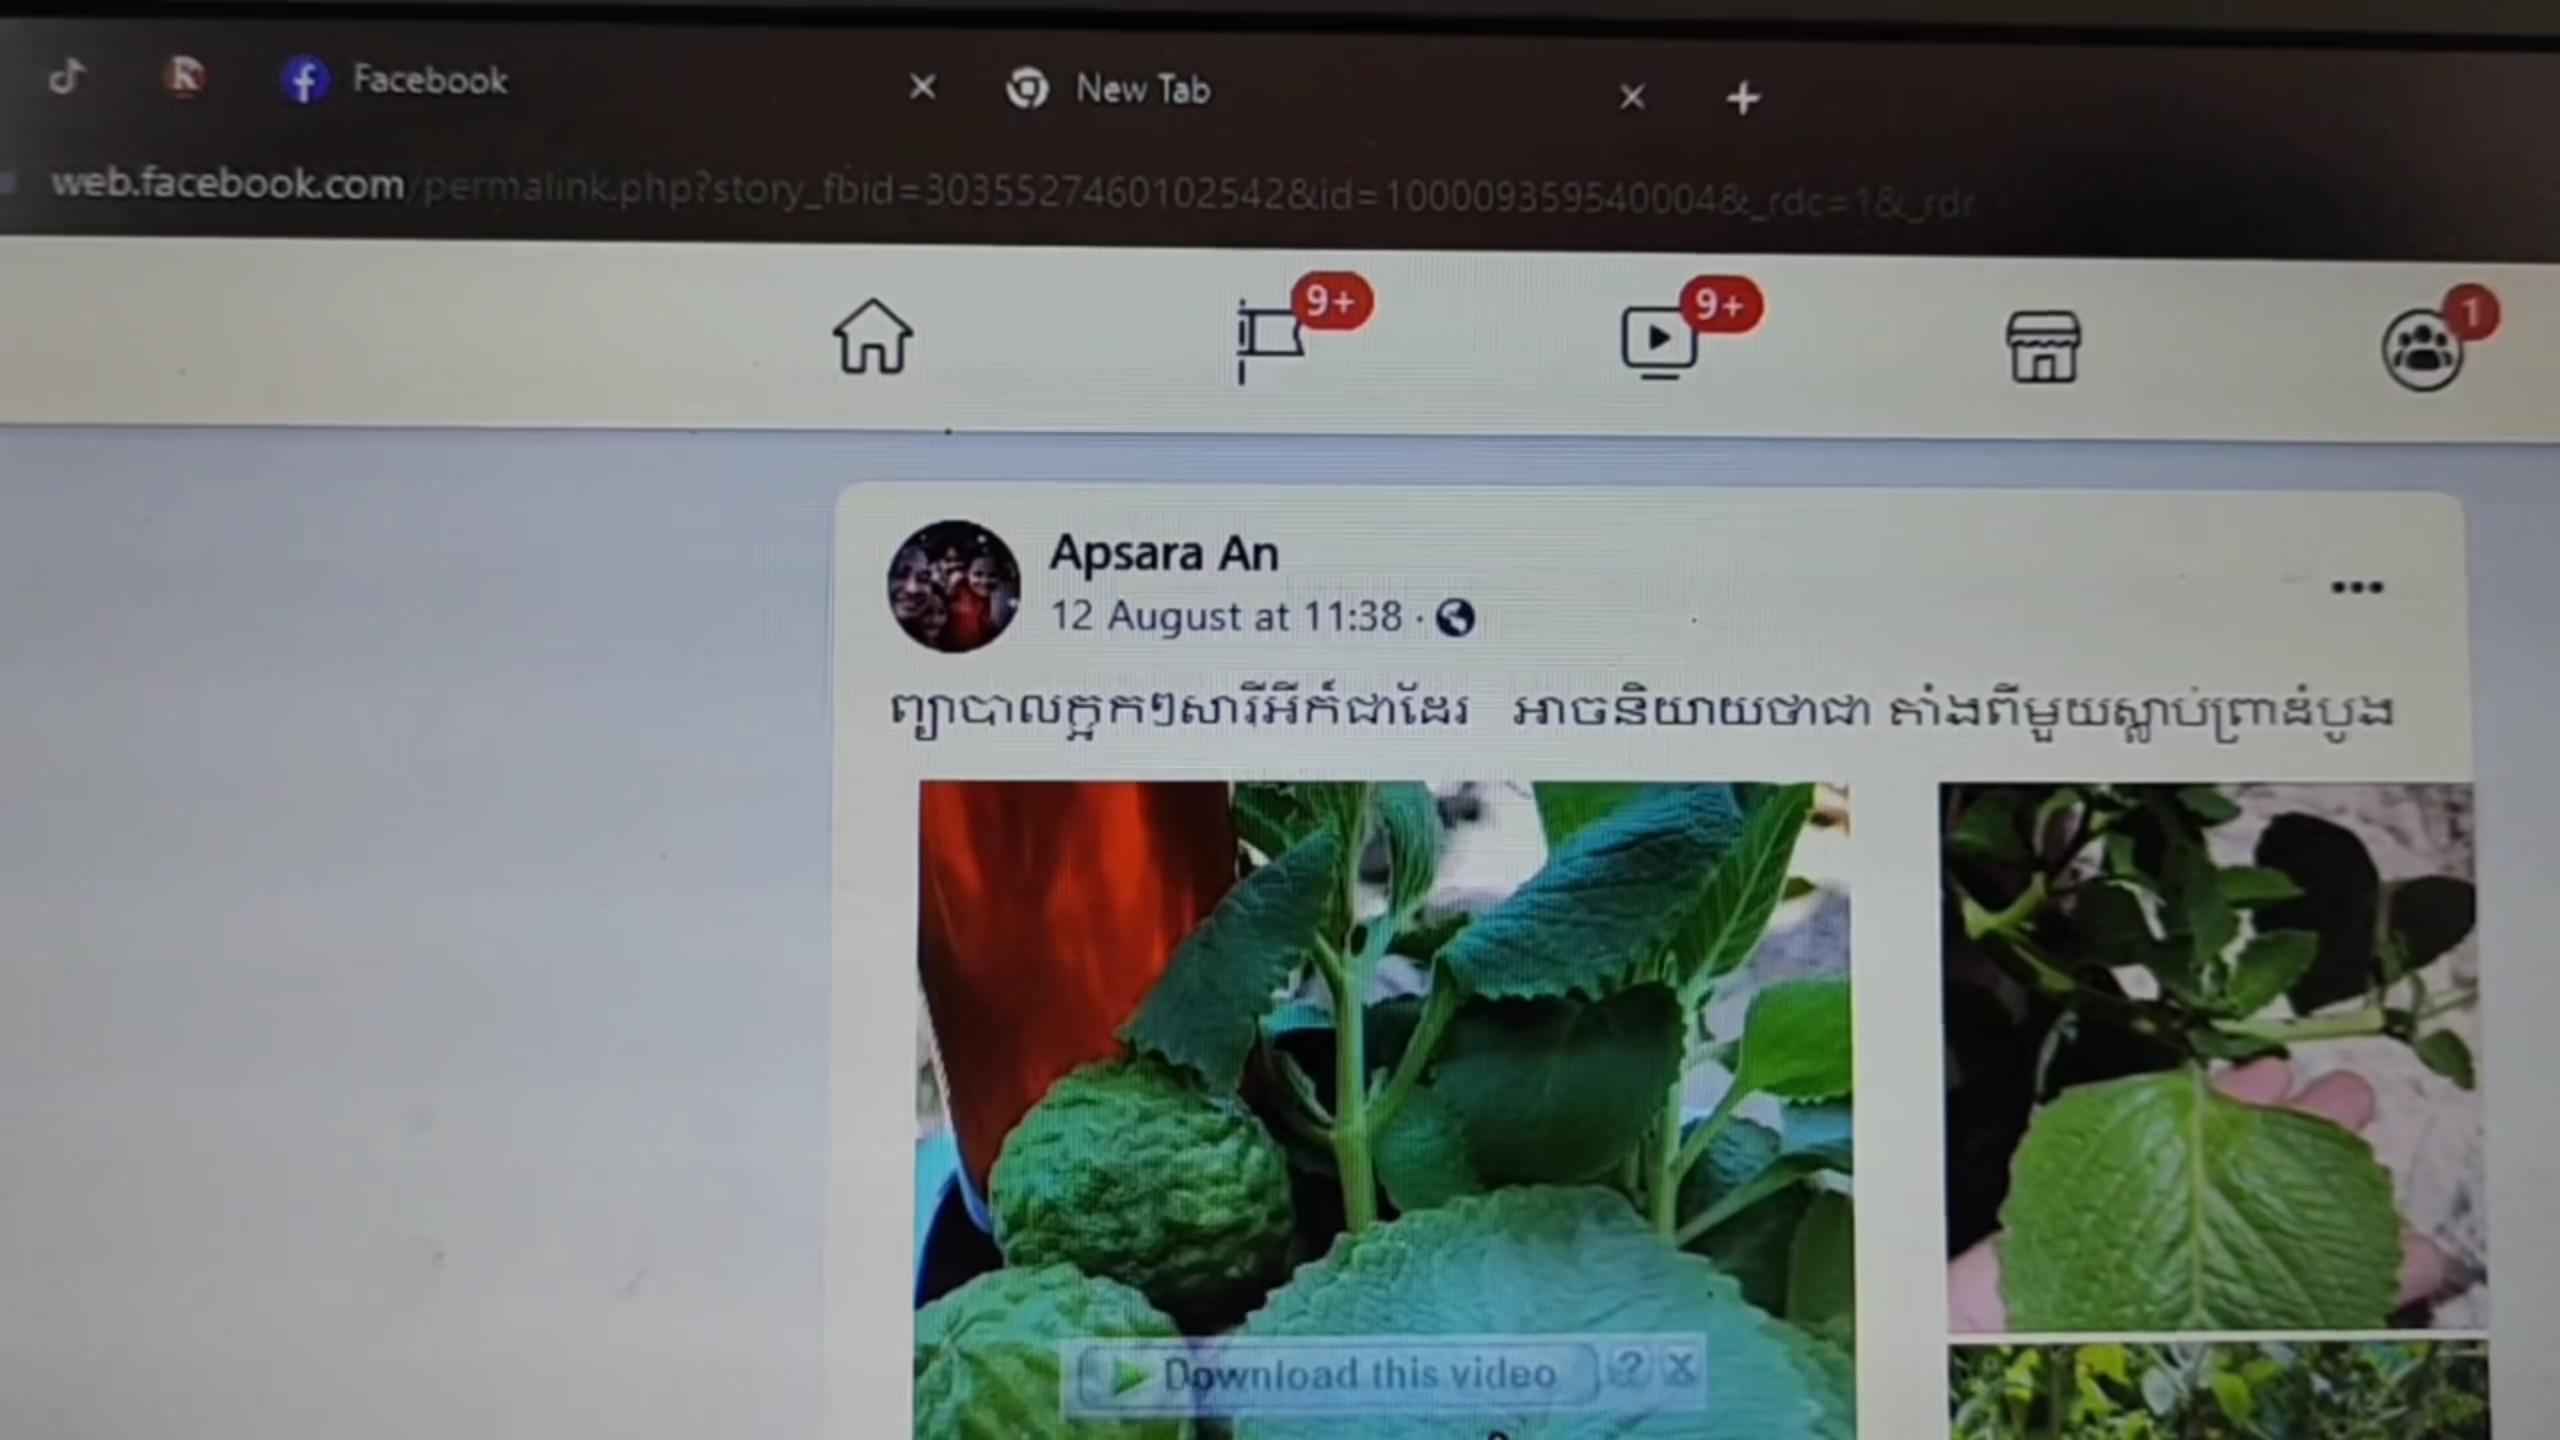 Facebook
New Tab
web.facebook.com/permalink.php?story_fbid=303552746010254​2&id=100009359540004&_rdc=1&_rdr
9+
9+
1
Apsara An
12 August at 11:38
ព្យាបាលក្អកៗសារីអីក៍ជាដែរ អាចនិយាយថាជា តាំងពីមួយស្លាប់ព្រាដំបូង
Download this video ? X